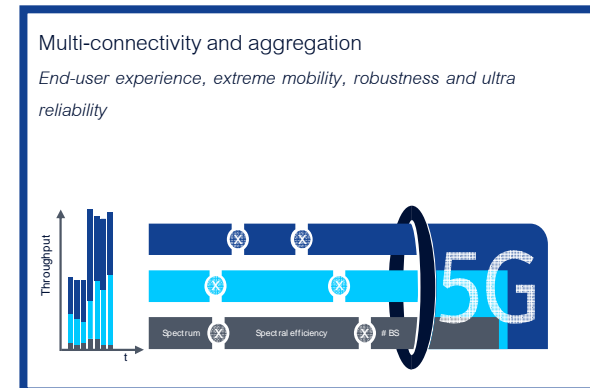 Multi-connectivity and aggregation
End-user experience, extreme mobility, robustness and ultra
reliability
Throughput
t
X X
X X
Spectrum X Spectral efficiency X # BS
5G